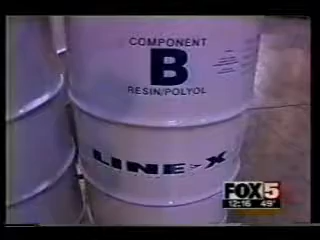 COMPONENT
B
RESIN/POLYOL
LINE-X
FOX5
12:16 49°